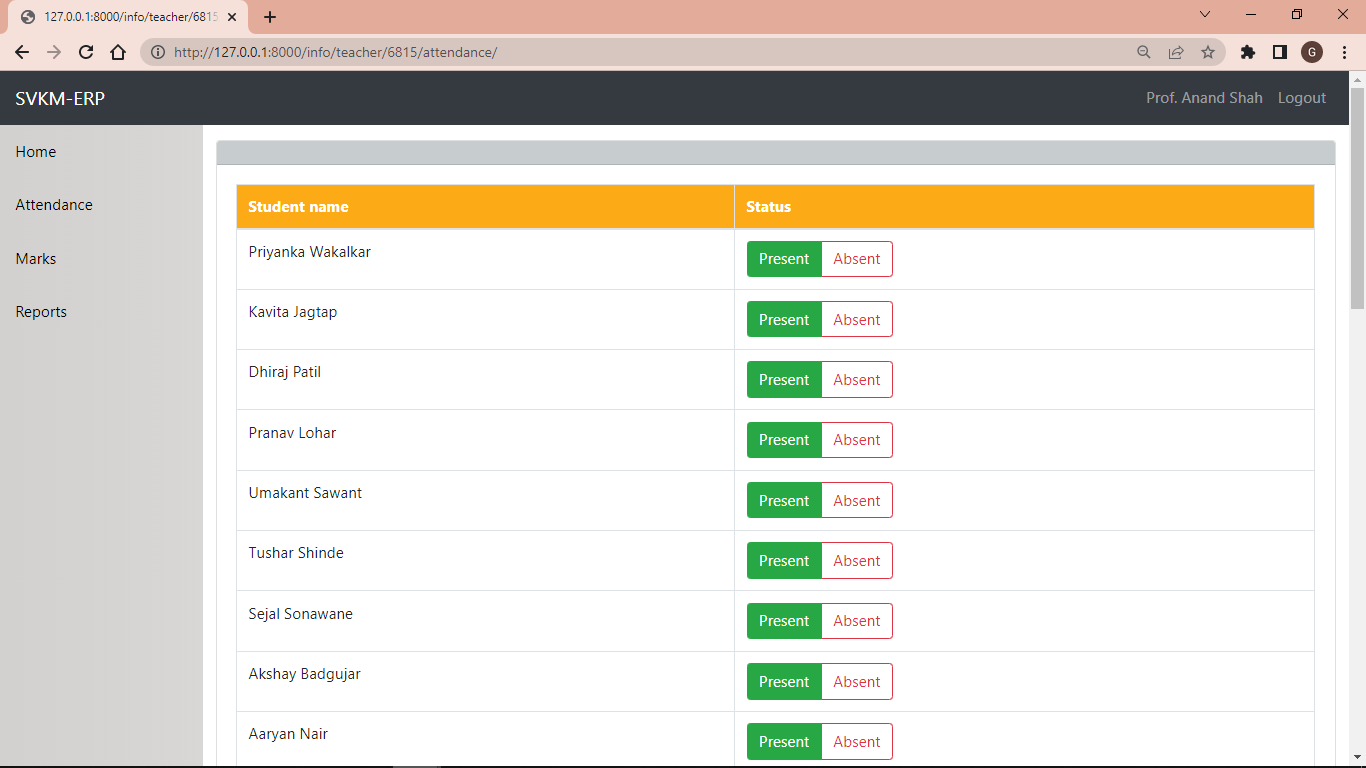 127.0.0.1:8000/info/teacher/6815
http://127.0.0.1:8000/info/teacher/6815/attendance/
G
SVKM-ERP
Prof. Anand Shah Logout
Home
Attendance
Marks
Reports
Student name Status
Priyanka Wakalkar Present Absent
Kavita Jagtap Present Absent
Dhiraj Patil Present Absent
Pranav Lohar Present Absent
Umakant Sawant Present Absent
Tushar Shinde Present Absent
Sejal Sonawane Present Absent
Akshay Badgujar Present Absent
Aaryan Nair Present Absent